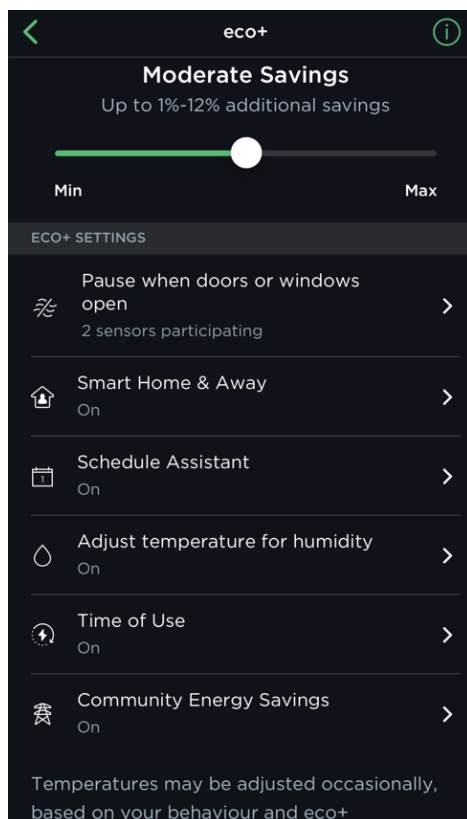 eco+
Moderate Savings
Up to 1%-12% additional savings
Min Max
ECO+ SETTINGS
Pause when doors or windows
open
2 sensors participating
Smart Home & Away
On
1
Schedule Assistant
On
Adjust temperature for humidity
On
Time of Use
On
Community Energy Savings
On
Temperatures may be adjusted occasionally,
based on your behaviour and eco+